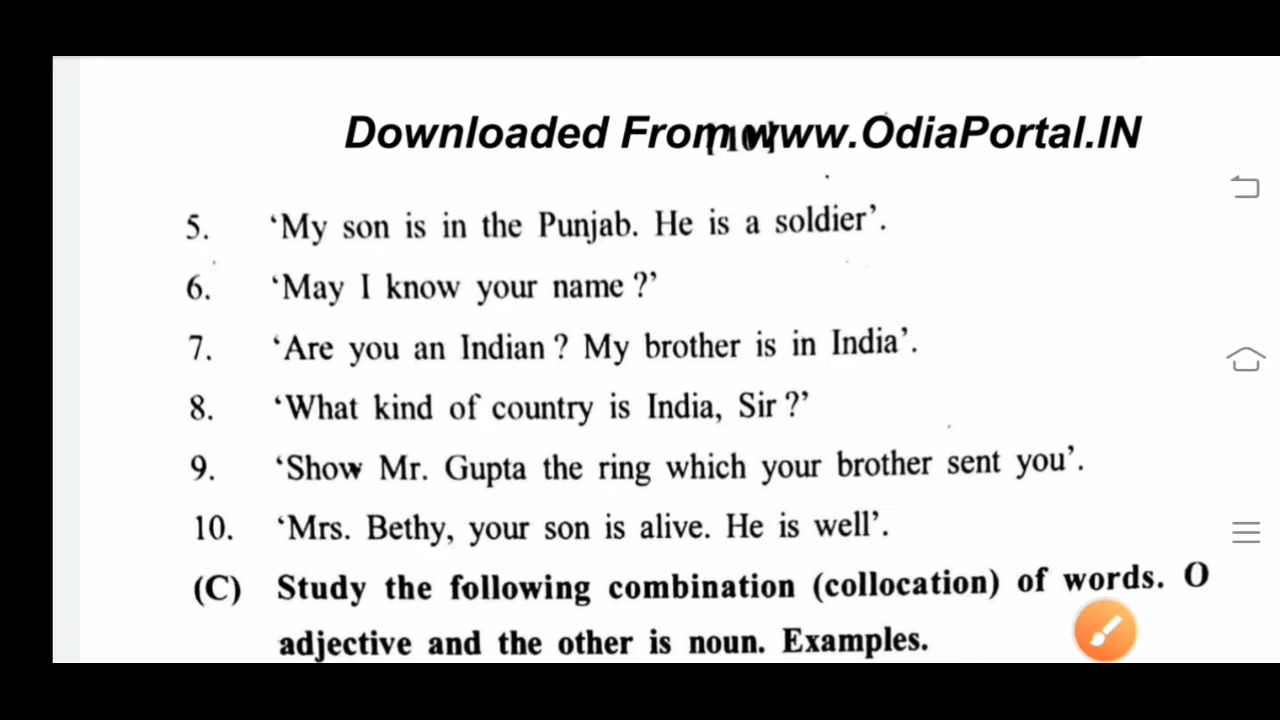 Downloaded From www.OdiaPortal.IN
5. ‘My son is in the Punjab. He is a soldier’.
6. ‘May I know your name ?’
7. ‘Are you an Indian ? My brother is in India’.
8. ‘What kind of country is India, Sir ?’
9. ‘Show Mr. Gupta the ring which your brother sent you’.
10. ‘Mrs. Bethy, your son is alive. He is well’.
(C) Study the following combination (collocation) of words. O
adjective and the other is noun. Examples.